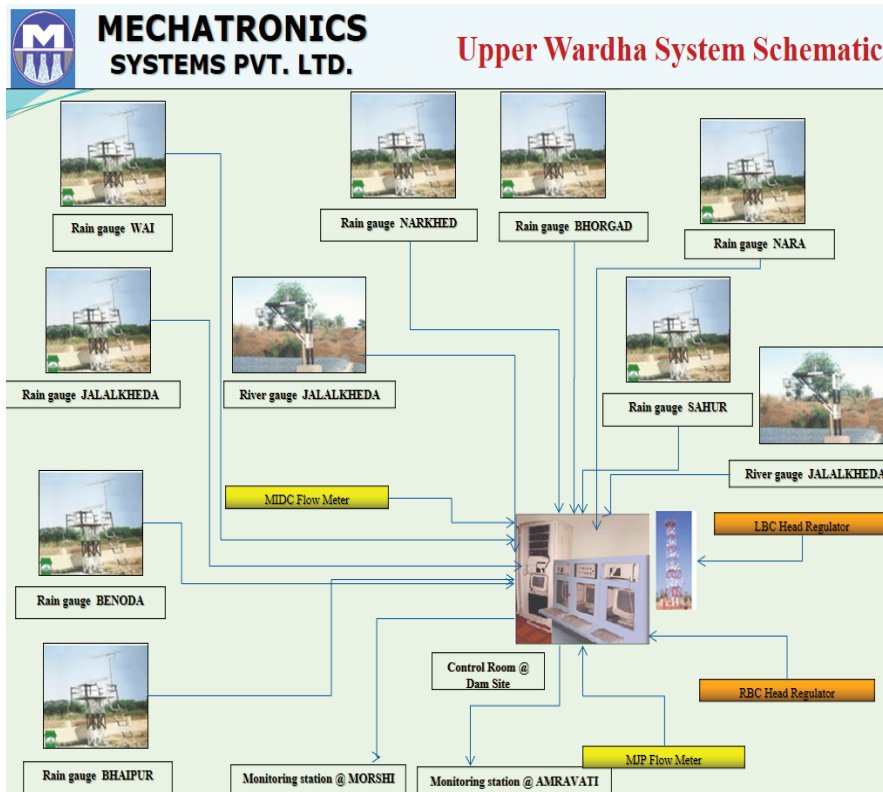 M
MECHATRONICS
SYSTEMS PVT. LTD.
Upper Wardha System Schematic
Rain gauge WAI
Rain gauge NARKHED
Rain gauge BHORGAD
Rain gauge NARA
Rain gauge JALALKHEDA
River gauge JALALKHEDA
Rain gauge SAHUR
River gauge JALALKHEDA
MIDC Flow Meter
LBC Head Regulator
Rain gauge BENODA
Control Room @
Dam Site
RBC Head Regulator
MJP Flow Meter
Rain gauge BHAIPUR
Monitoring station @ MORSHI
Monitoring station @ AMRAVATI